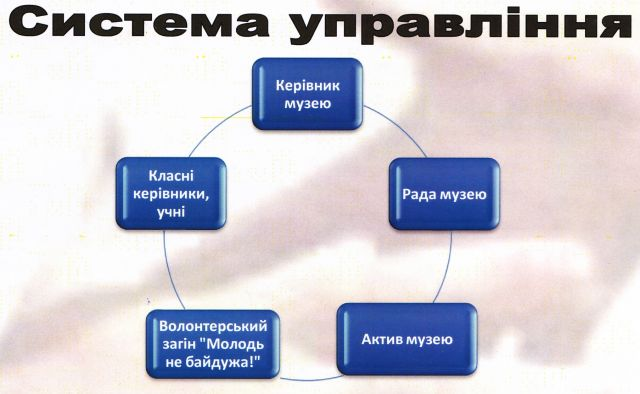 Система управління
Керівник
музею
Класні
керівники,
учні
Рада музею
Волонтерський
загін "Молодь
не байдужа!"
Актив музею